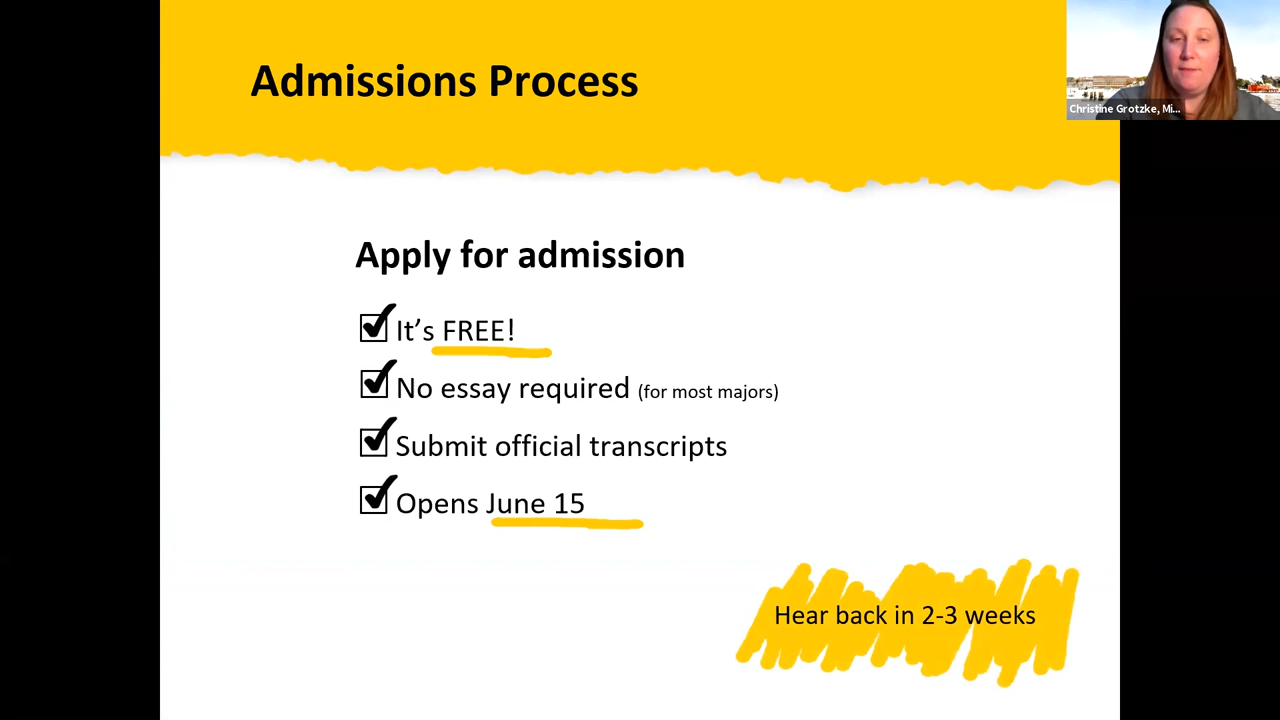 Admissions Process
Christine Grotzke, Mi...
Apply for admission
It's FREE!
No essay required (for most majors)
Submit official transcripts
Opens June 15
Hear back in 2-3 weeks